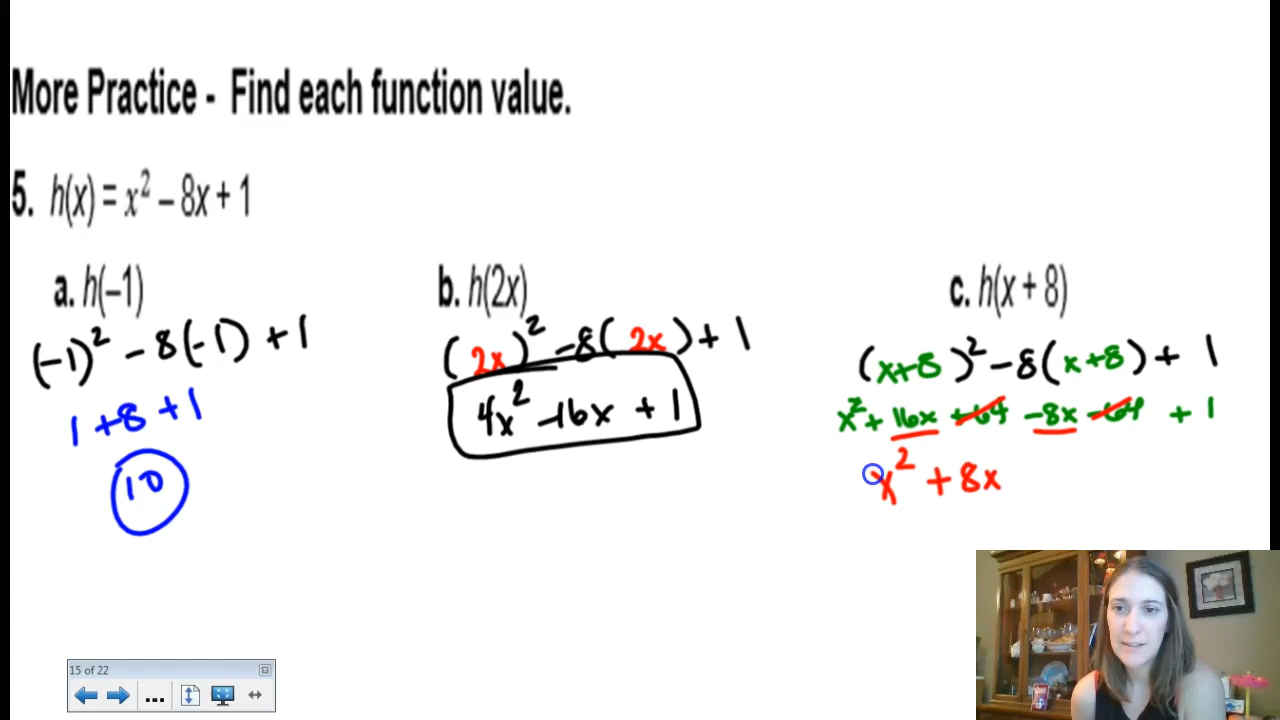 More Practice - Find each function value.
5. h(x) = x² – 8x + 1
a. h(–1)
(-1)² - 8(-1) + 1
1 + 8 + 1
10
b. h(2x)
(2x)² - 8(2x) + 1
4x² - 16x + 1
c. h(x + 8)
(x+8)² - 8(x+8) + 1
x² + 16x + 64 - 8x - 64 + 1
x² + 8x
15 of 22